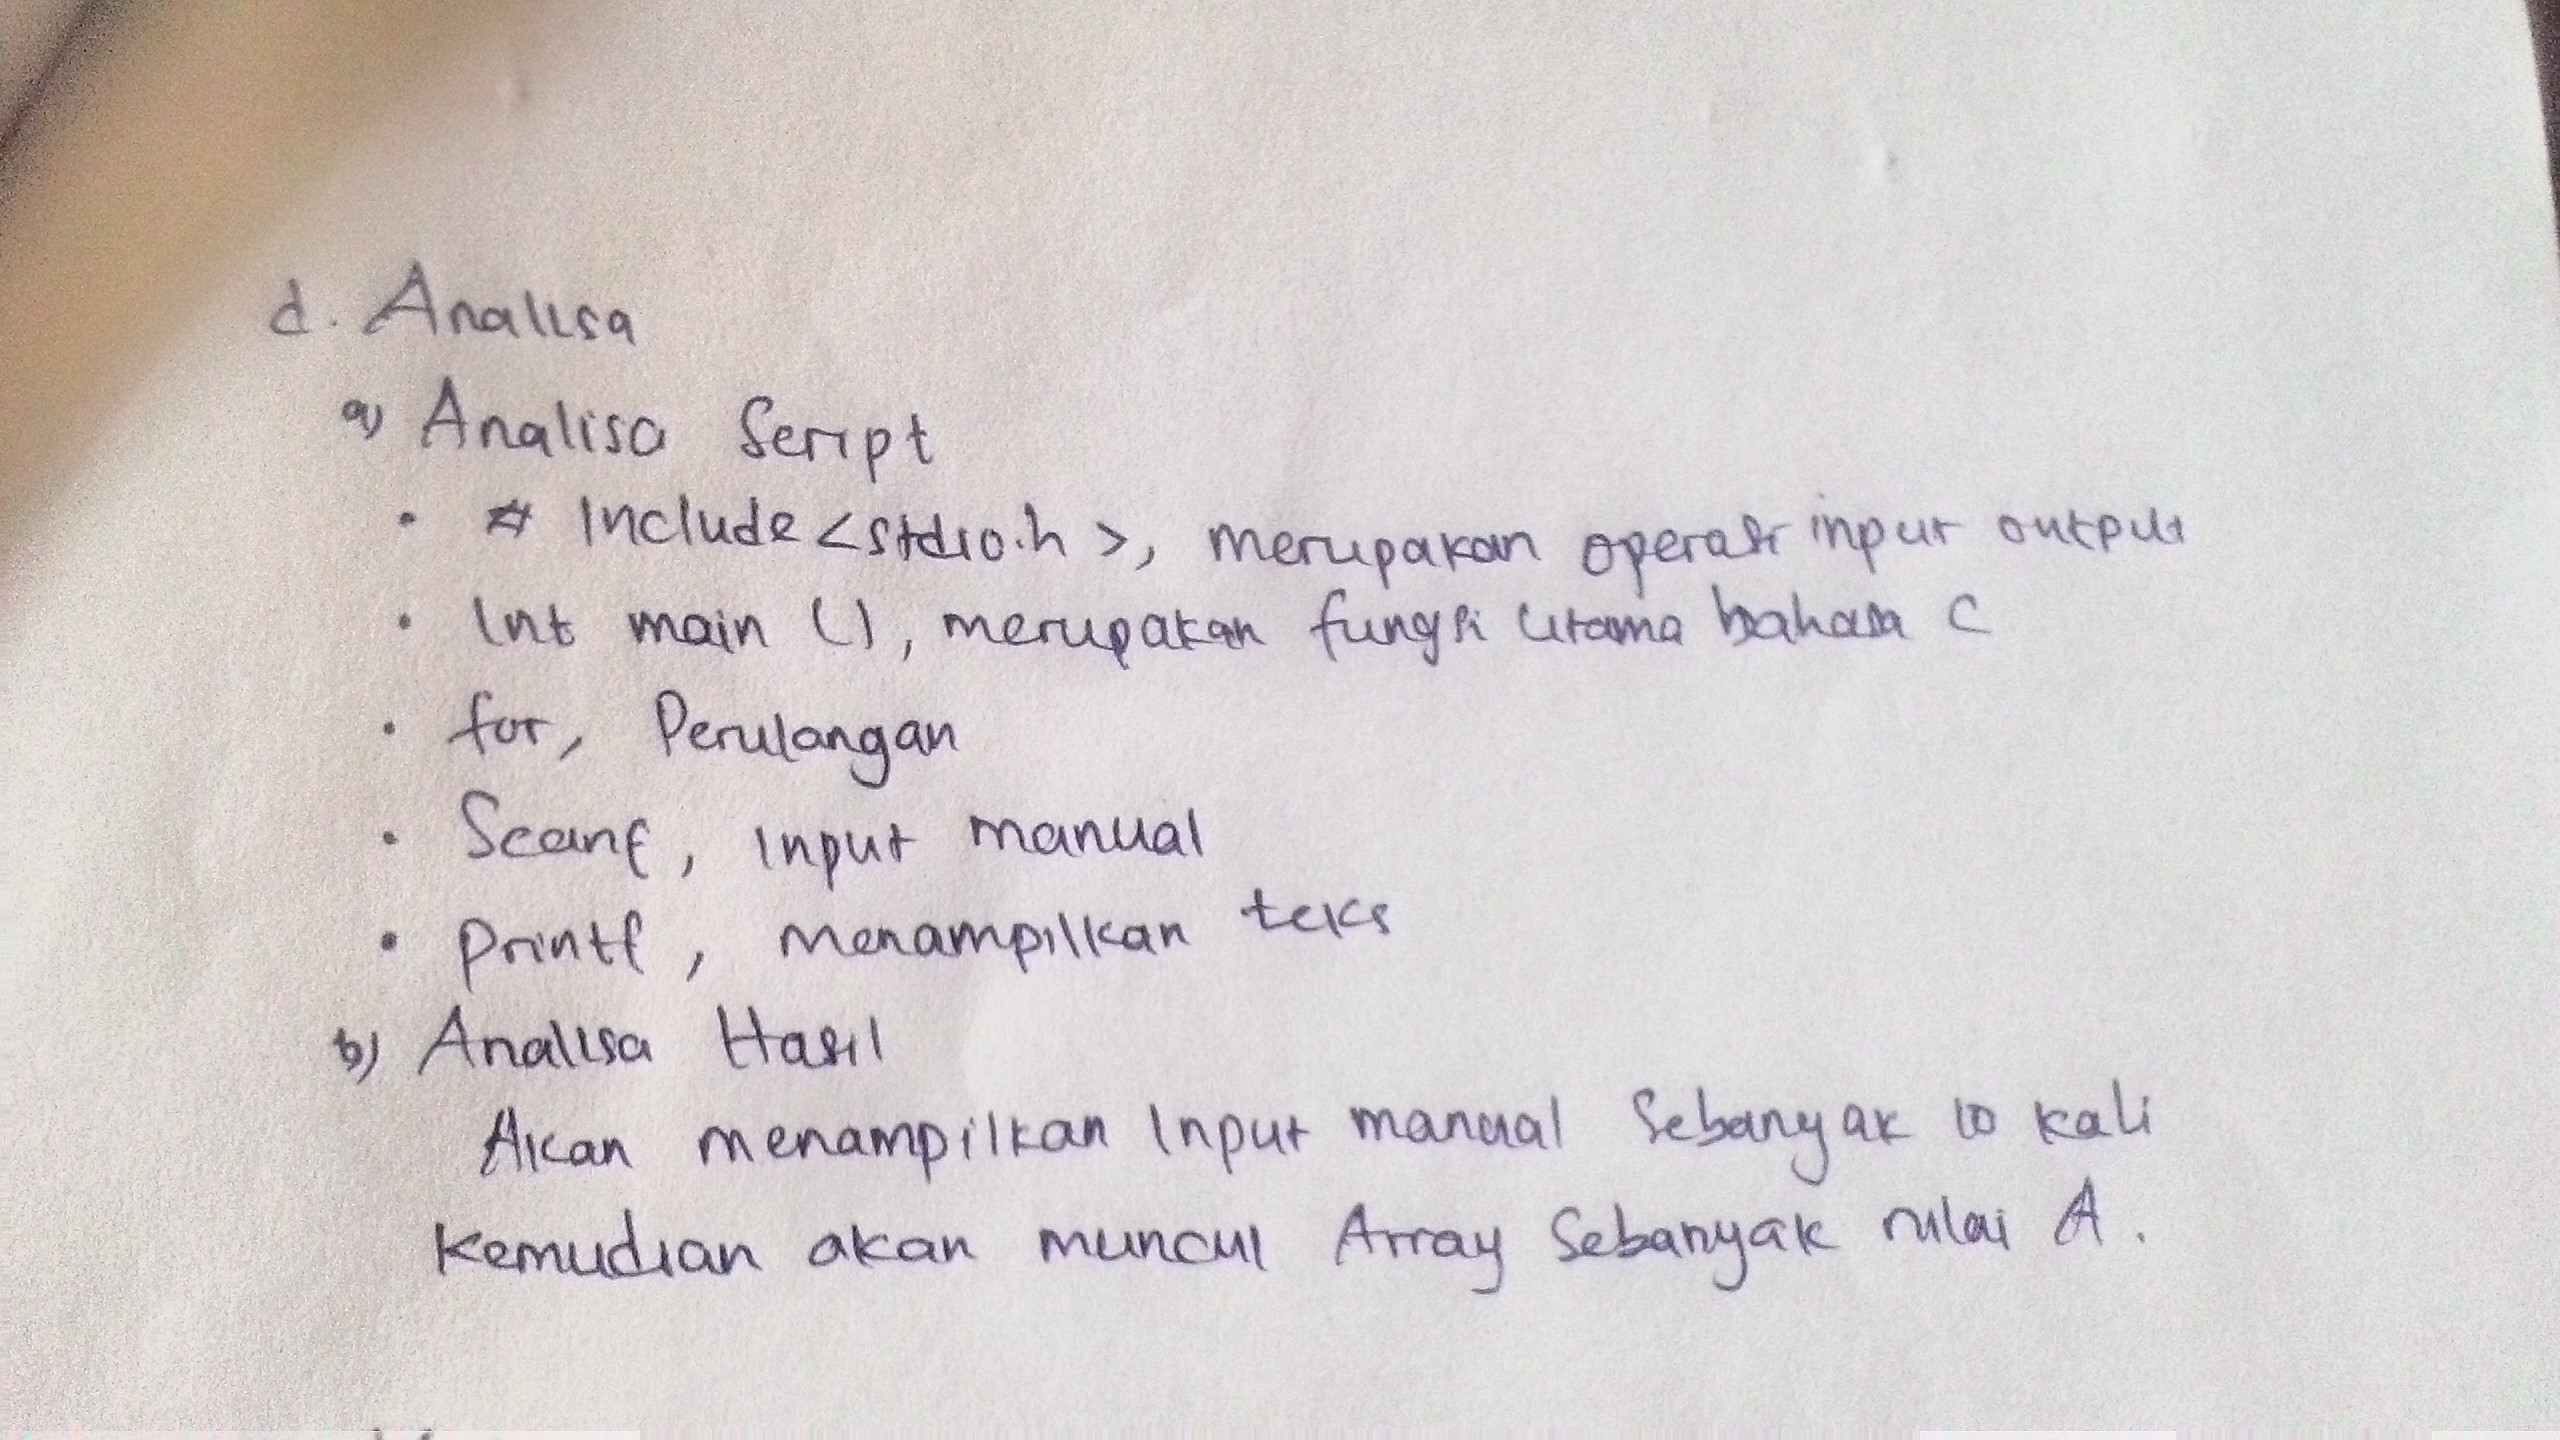 d. Analisa
a) Analisa Script
• # Include <stdio.h>, merupakan operasi input output
• Int main (), merupakan fungsi utama bahasa C
• for, Perulangan
• Scanf, Input manual
• Printf, menampilkan teks
b) Analisa Hasil
Akan menampilkan Input manual Sebanyak 10 kali
Kemudian akan muncul Array Sebanyak nilai A.